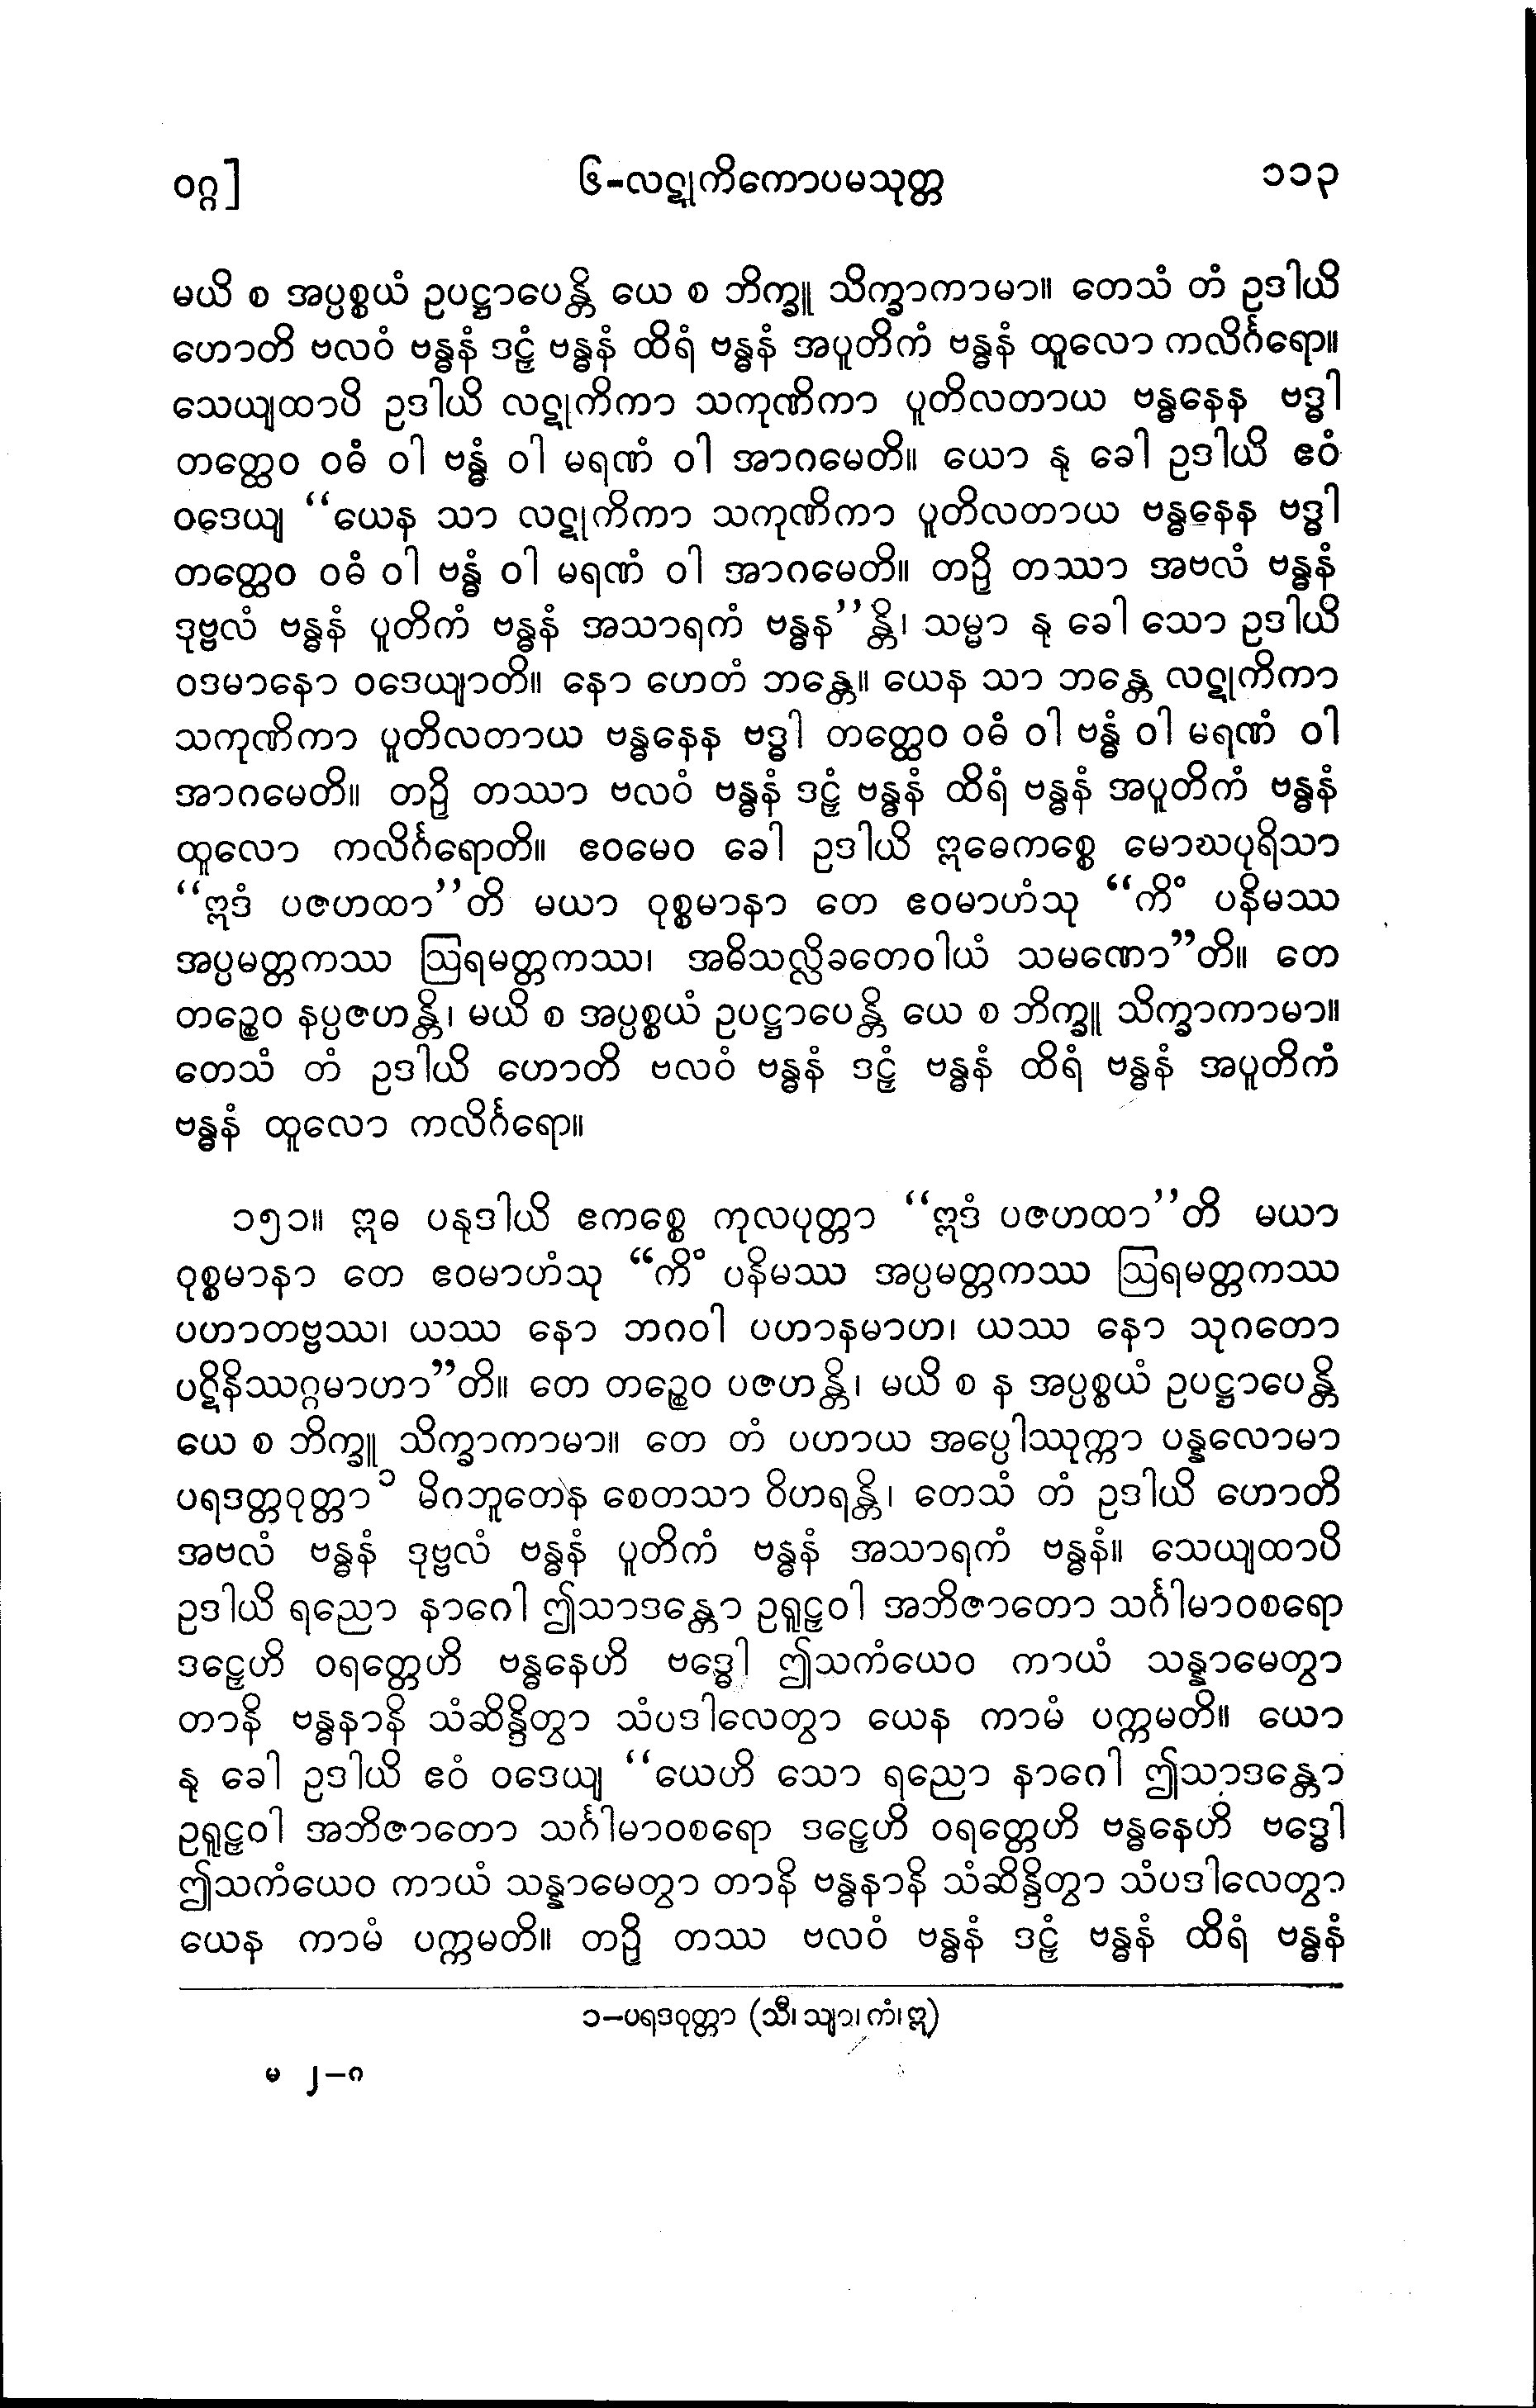 ဝဂ္ဂ]
၆-လဋုကိကောပမသုတ္တ
၁၁၃
မယိ စ အပ္ပစ္စယံ ဥပဋ္ဌာပေန္တိ ယေ စ ဘိက္ခူ သိက္ခာကာမာ။ တေသံ တံ ဥဒါယိ
ဟောတိ ဗလဝံ ဗန္ဓနံ ဒဠှံ ဗန္ဓနံ ထိရံ ဗန္ဓနံ အပူတိကံ ဗန္ဓနံ ထူလော ကလိင်္ဂရော။
သေယျထာပိ ဥဒါယိ လဋုကိကာ သကုဏိကာ ပူတိလတာယ ဗန္ဓနေန ဗဒ္ဓါ
တတ္ထေဝ ဝဓံ ဝါ ဗန္ဓံ ဝါ မရဏံ ဝါ အာဂမေတိ။ ယော နု ခေါ ဥဒါယိ ဧဝံ
ဝဒေယျ “ယေန သာ လဋုကိကာ သကုဏိကာ ပူတိလတာယ ဗန္ဓနေန ဗဒ္ဓါ
တတ္ထေဝ ဝဓံ ဝါ ဗန္ဓံ ဝါ မရဏံ ဝါ အာဂမေတိ။ တဉှိ တဿာ အဗလံ ဗန္ဓနံ
ဒုဗ္ဗလံ ဗန္ဓနံ ပူတိကံ ဗန္ဓနံ အသာရကံ ဗန္ဓန”န္တိ၊ သမ္မာ နု ခေါ သော ဥဒါယိ
ဝဒမာနော ဝဒေယျာတိ။ နော ဟေတံ ဘန္တေ။ ယေန သာ ဘန္တေ လဋုကိကာ
သကုဏိကာ ပူတိလတာယ ဗန္ဓနေန ဗဒ္ဓါ တတ္ထေဝ ဝဓံ ဝါ ဗန္ဓံ ဝါ မရဏံ ဝါ
အာဂမေတိ။ တဉှိ တဿာ ဗလဝံ ဗန္ဓနံ ဒဠှံ ဗန္ဓနံ ထိရံ ဗန္ဓနံ အပူတိကံ ဗန္ဓနံ
ထူလော ကလိင်္ဂရောတိ။ ဧဝမေဝ ခေါ ဥဒါယိ ဣဓေကစ္စေ မောဃပုရိသာ
“ဣဒံ ပဇဟထာ”တိ မယာ ဝုစ္စမာနာ တေ ဧဝမာဟံသု “ကိံ ပနိမဿ
အပ္ပမတ္တကဿ ဩရမတ္တကဿ၊ အဓိသလ္လိခတေဝါယံ သမဏော”တိ။ တေ
တဉ္စေဝ နပ္ပဇဟန္တိ၊ မယိ စ အပ္ပစ္စယံ ဥပဋ္ဌာပေန္တိ ယေ စ ဘိက္ခူ သိက္ခာကာမာ။
တေသံ တံ ဥဒါယိ ဟောတိ ဗလဝံ ဗန္ဓနံ ဒဠှံ ဗန္ဓနံ ထိရံ ဗန္ဓနံ အပူတိကံ
ဗန္ဓနံ ထူလော ကလိင်္ဂရော။
၁၅၁။ ဣဓ ပနုဒါယိ ဧကစ္စေ ကုလပုတ္တာ “ဣဒံ ပဇဟထာ”တိ မယာ
ဝုစ္စမာနာ တေ ဧဝမာဟံသု “ကိံ ပနိမဿ အပ္ပမတ္တကဿ ဩရမတ္တကဿ
ပဟာတဗ္ဗဿ၊ ယဿ နော ဘဂဝါ ပဟာနမာဟ၊ ယဿ နော သုဂတော
ပဋိနိဿဂ္ဂမာဟာ”တိ။ တေ တဉ္စေဝ ပဇဟန္တိ၊ မယိ စ န အပ္ပစ္စယံ ဥပဋ္ဌာပေန္တိ
ယေ စ ဘိက္ခူ သိက္ခာကာမာ။ တေ တံ ပဟာယ အပ္ပေါဿုက္ကာ ပန္နလောမာ
ပရဒတ္တဝုတ္တာ၁ မိဂဘူတေန စေတသာ ဝိဟရန္တိ၊ တေသံ တံ ဥဒါယိ ဟောတိ
အဗလံ ဗန္ဓနံ ဒုဗ္ဗလံ ဗန္ဓနံ ပူတိကံ ဗန္ဓနံ အသာရကံ ဗန္ဓနံ။ သေယျထာပိ
ဥဒါယိ ရညော နာဂေါ ဤသာဒန္တော ဥရူဠှဝါ အဘိဇာတော သင်္ဂါမာဝစရော
ဒဠှေဟိ ဝရတ္တေဟိ ဗန္ဓနေဟိ ဗဒ္ဓေါ ဤသကံယေဝ ကာယံ သန္နာမေတွာ
တာနိ ဗန္ဓနာနိ သံဆိန္ဒိတွာ သံပဒါလေတွာ ယေန ကာမံ ပက္ကမတိ။ ယော
နု ခေါ ဥဒါယိ ဧဝံ ဝဒေယျ “ယေဟိ သော ရညော နာဂေါ ဤသာဒန္တော
ဥရူဠှဝါ အဘိဇာတော သင်္ဂါမာဝစရော ဒဠှေဟိ ဝရတ္တေဟိ ဗန္ဓနေဟိ ဗဒ္ဓေါ
ဤသကံယေဝ ကာယံ သန္နာမေတွာ တာနိ ဗန္ဓနာနိ သံဆိန္ဒိတွာ သံပဒါလေတွာ
ယေန ကာမံ ပက္ကမတိ။ တဉှိ တဿ ဗလဝံ ဗန္ဓနံ ဒဠှံ ဗန္ဓနံ ထိရံ ဗန္ဓနံ
၁-ပရဒဝုတ္တာ (သီ၊ သျာ၊ ကံ၊ ဣ)
မ ၂-ဂ